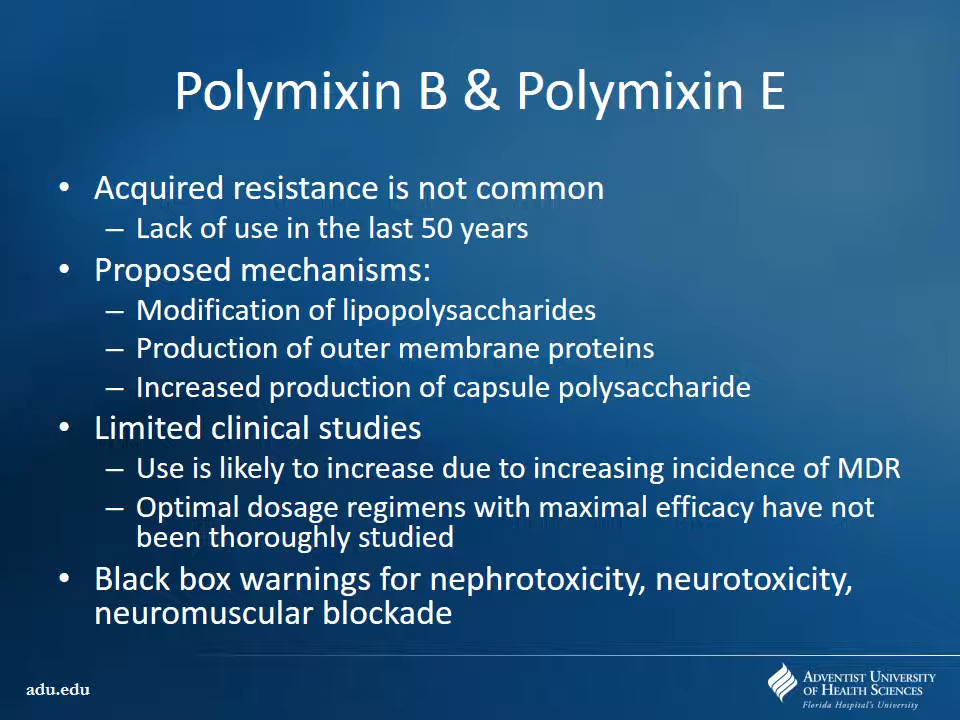 Polymixin B & Polymixin E
• Acquired resistance is not common
– Lack of use in the last 50 years
• Proposed mechanisms:
– Modification of lipopolysaccharides
– Production of outer membrane proteins
– Increased production of capsule polysaccharide
• Limited clinical studies
– Use is likely to increase due to increasing incidence of MDR
– Optimal dosage regimens with maximal efficacy have not
been thoroughly studied
• Black box warnings for nephrotoxicity, neurotoxicity,
neuromuscular blockade
adu.edu
Adventist University
of Health Sciences
Florida Hospital's University